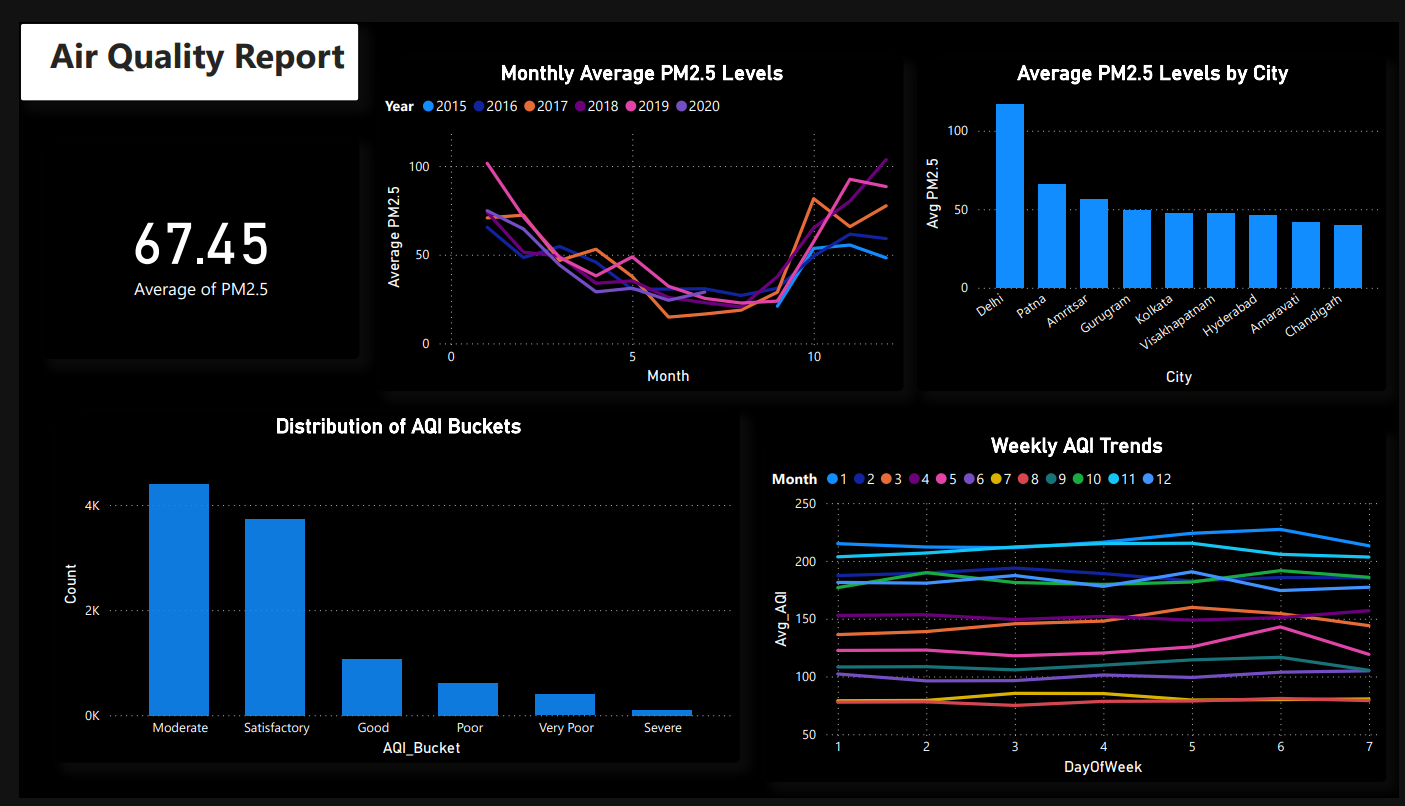 Air Quality Report
67.45
Average of PM2.5
Monthly Average PM2.5 Levels
Year 2015 2016 2017 2018 2019 2020
Average PM2.5
100
50
0
0 5 10
Month
Average PM2.5 Levels by City
Avg PM2.5
100
50
0
Delhi Patna Amritsar Gurugram Kolkata Visakhapatnam Hyderabad Amaravati Chandigarh
City
Distribution of AQI Buckets
Count
4K
2K
0K
Moderate Satisfactory Good Poor Very Poor Severe
AQI_Bucket
Weekly AQI Trends
Month 1 2 3 4 5 6 7 8 9 10 11 12
Avg_AQI
250
200
150
100
50
1 2 3 4 5 6 7
DayOfWeek